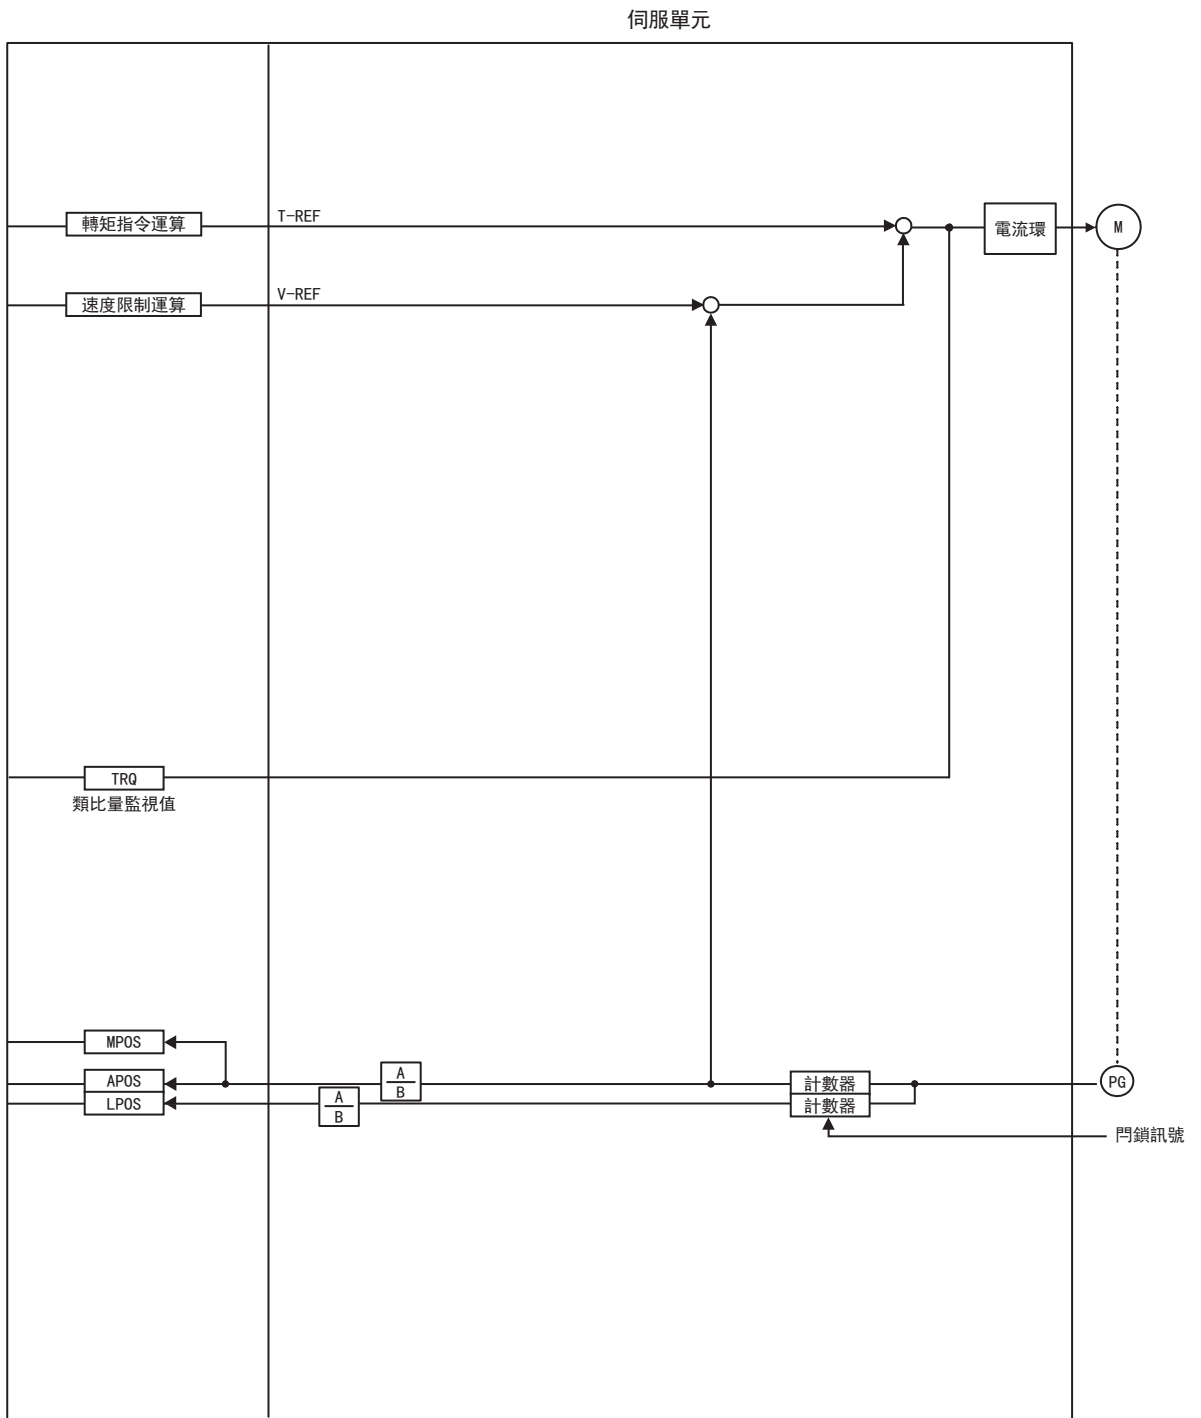 伺服單元
T-REF
轉矩指令運算
電流環
M
V-REF
速度限制運算
TRQ
類比量監視值
MPOS
APOS
A
B
計數器
PG
LPOS
A
B
計數器
閂鎖訊號